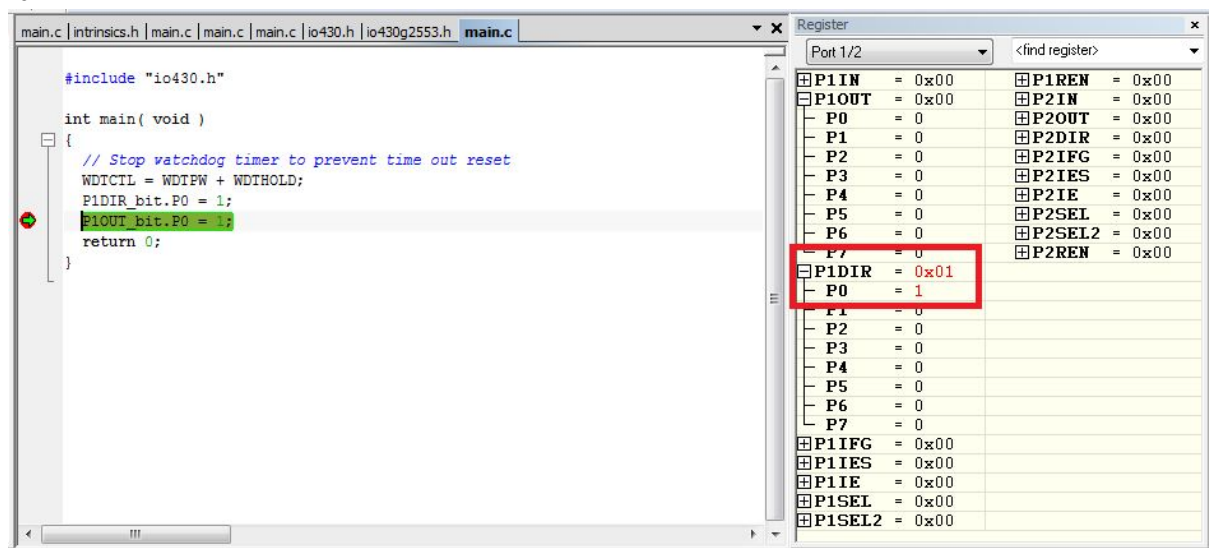 main.c | intrinsics.h | main.c | main.c | main.c | io430.h | io430g2553.h main.c
#include "io430.h"
int main( void )
{
// Stop watchdog timer to prevent time out reset
WDTCTL = WDTPW + WDTHOLD;
P1DIR_bit.P0 = 1;
P1OUT_bit.P0 = 1;
return 0;
}
Register
Port 1/2 <find register>
P1IN = 0x00 P1REN = 0x00
P1OUT = 0x00 P2IN = 0x00
P0 = 0 P2OUT = 0x00
P1 = 0 P2DIR = 0x00
P2 = 0 P2IFG = 0x00
P3 = 0 P2IES = 0x00
P4 = 0 P2IE = 0x00
P5 = 0 P2SEL = 0x00
P6 = 0 P2SEL2 = 0x00
P7 = 0 P2REN = 0x00
P1DIR = 0x01
P0 = 1
P1 = 0
P2 = 0
P3 = 0
P4 = 0
P5 = 0
P6 = 0
P7 = 0
P1IFG = 0x00
P1IES = 0x00
P1IE = 0x00
P1SEL = 0x00
P1SEL2 = 0x00